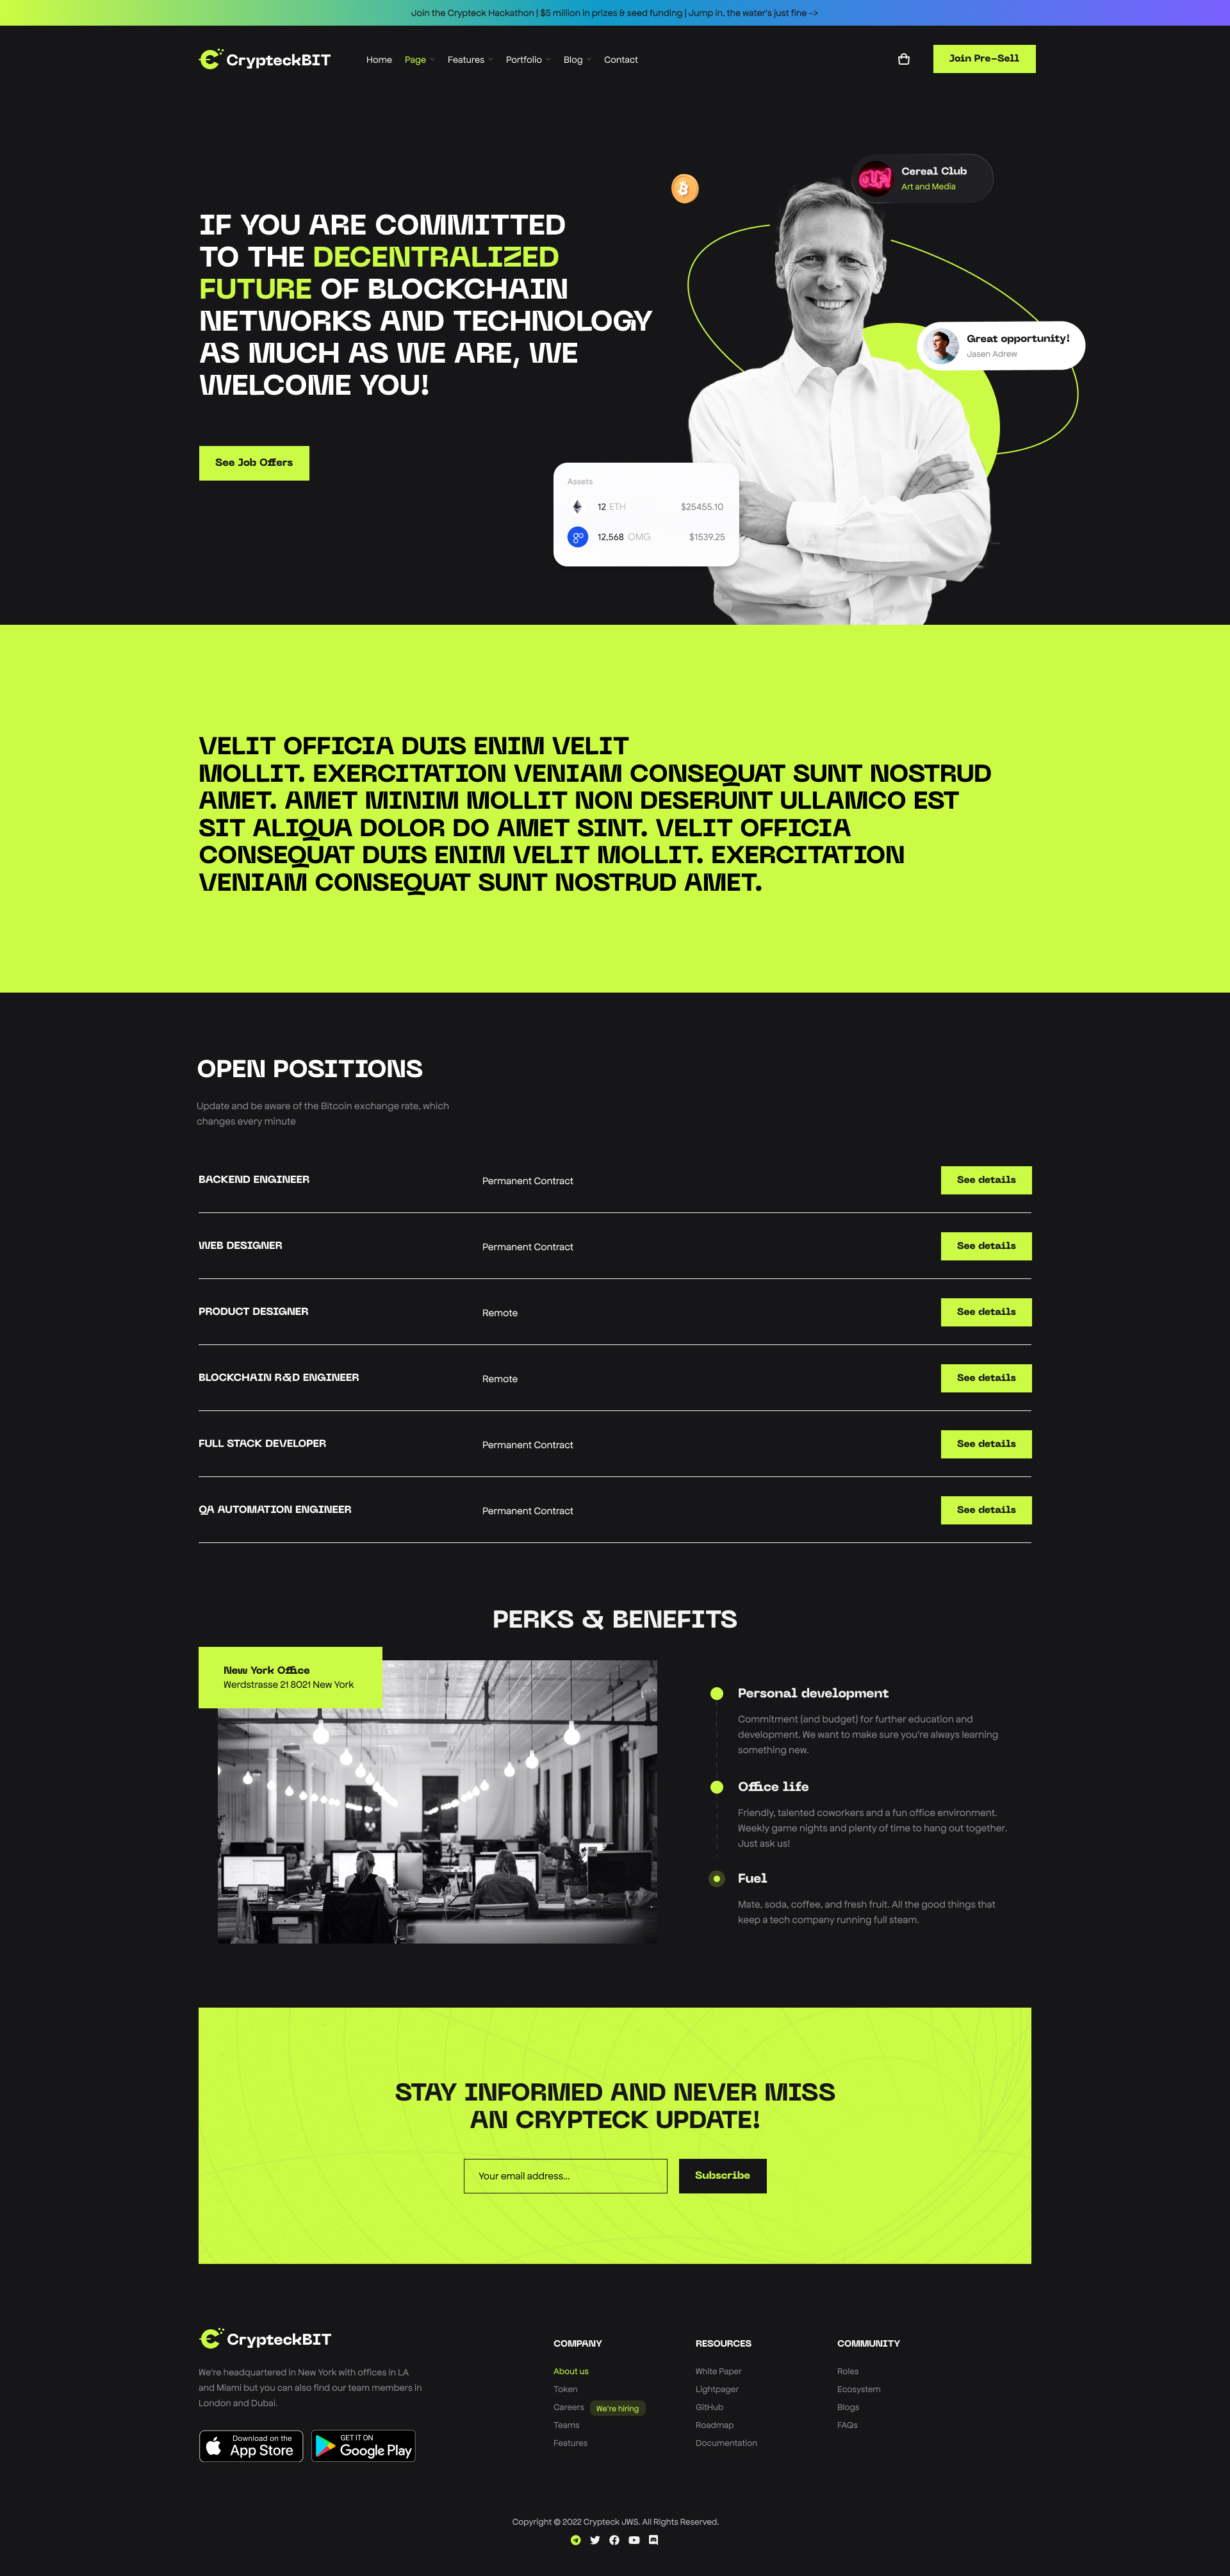 Join the Crypteck Hackathon | $5 million in prizes & seed funding | Jump in, the water's just fine ->
CrypteckBIT
Home Page Features Portfolio Blog Contact
Join Pre-Sell
Cereal Club
Art and Media
IF YOU ARE COMMITTED
TO THE DECENTRALIZED
FUTURE OF BLOCKCHAIN
NETWORKS AND TECHNOLOGY
AS MUCH AS WE ARE, WE
WELCOME YOU!
Great opportunity!
Jasen Adrew
See Job Offers
Assets
12 ETH $25455.10
12,568 OMG $1539.25
VELIT OFFICIA DUIS ENIM VELIT
MOLLIT. EXERCITATION VENIAM CONSEQUAT SUNT NOSTRUD
AMET. AMET MINIM MOLLIT NON DESERUNT ULLAMCO EST
SIT ALIQUA DOLOR DO AMET SINT. VELIT OFFICIA
CONSEQUAT DUIS ENIM VELIT MOLLIT. EXERCITATION
VENIAM CONSEQUAT SUNT NOSTRUD AMET.
OPEN POSITIONS
Update and be aware of the Bitcoin exchange rate, which
changes every minute
BACKEND ENGINEER Permanent Contract See details
WEB DESIGNER Permanent Contract See details
PRODUCT DESIGNER Remote See details
BLOCKCHAIN R&D ENGINEER Remote See details
FULL STACK DEVELOPER Permanent Contract See details
QA AUTOMATION ENGINEER Permanent Contract See details
PERKS & BENEFITS
New York Office
Werdstrasse 21 8021 New York
Personal development
Commitment (and budget) for further education and
development. We want to make sure you're always learning
something new.
Office life
Friendly, talented coworkers and a fun office environment.
Weekly game nights and plenty of time to hang out together.
Just ask us!
Fuel
Mate, soda, coffee, and fresh fruit. All the good things that
keep a tech company running full steam.
STAY INFORMED AND NEVER MISS
AN CRYPTECK UPDATE!
Your email address...
Subscribe
CrypteckBIT
We're headquartered in New York with offices in LA
and Miami but you can also find our team members in
London and Dubai.
Download on the
App Store
GET IT ON
Google Play
COMPANY
About us
Token
Careers We're hiring
Teams
Features
RESOURCES
White Paper
Lightpager
GitHub
Roadmap
Documentation
COMMUNITY
Roles
Ecosystem
Blogs
FAQs
Copyright © 2022 Crypteck JWS. All Rights Reserved.